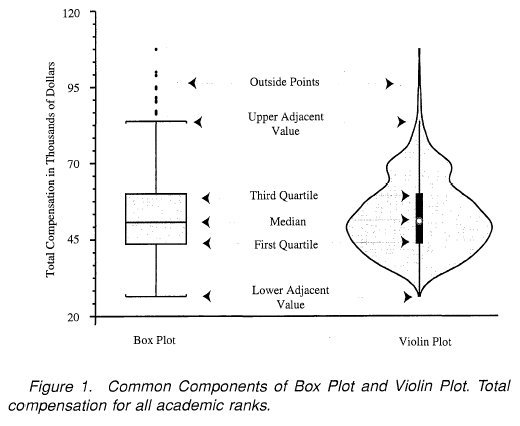 120
95
70
45
20
Total Compensation in Thousands of Dollars
Outside Points
Upper Adjacent
Value
Third Quartile
Median
First Quartile
Lower Adjacent
Value
Box Plot
Violin Plot
Figure 1. Common Components of Box Plot and Violin Plot. Total
compensation for all academic ranks.